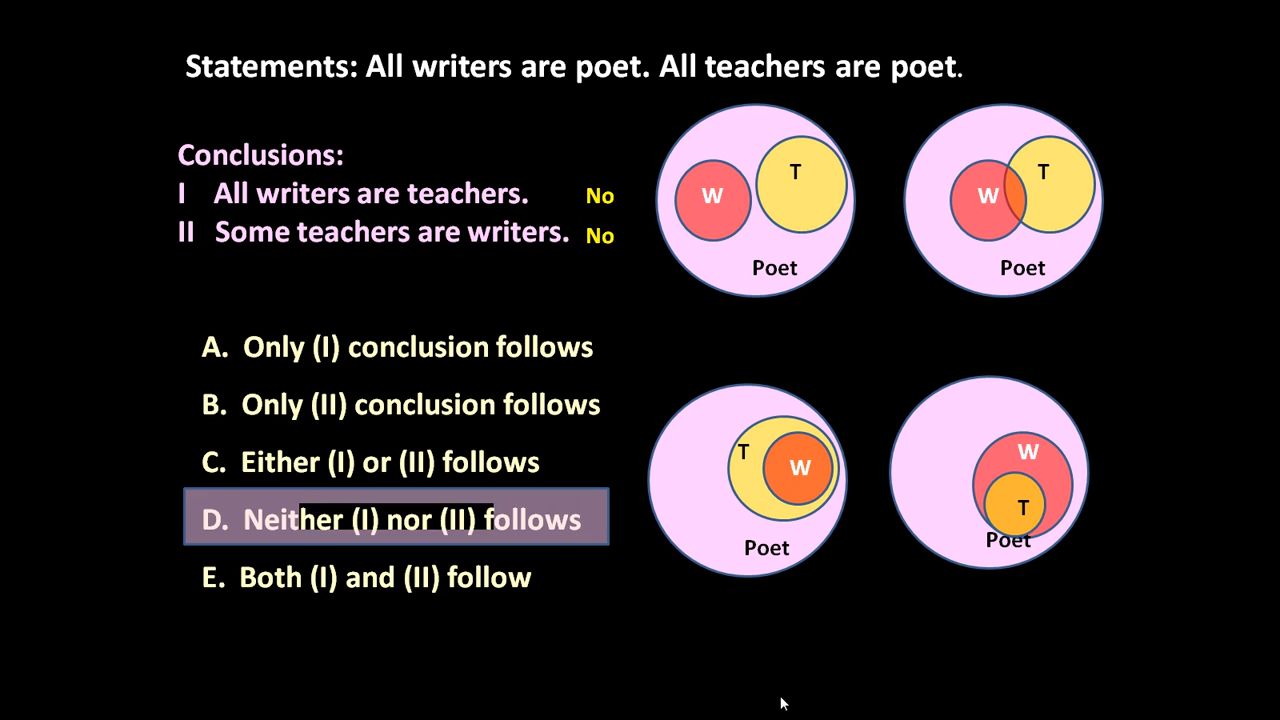 Statements: All writers are poet. All teachers are poet.
Conclusions:
I All writers are teachers. No
II Some teachers are writers. No
W T
Poet
W T
Poet
A. Only (I) conclusion follows
B. Only (II) conclusion follows
C. Either (I) or (II) follows
D. Neither (I) nor (II) follows
E. Both (I) and (II) follow
T W
Poet
W
T
Poet